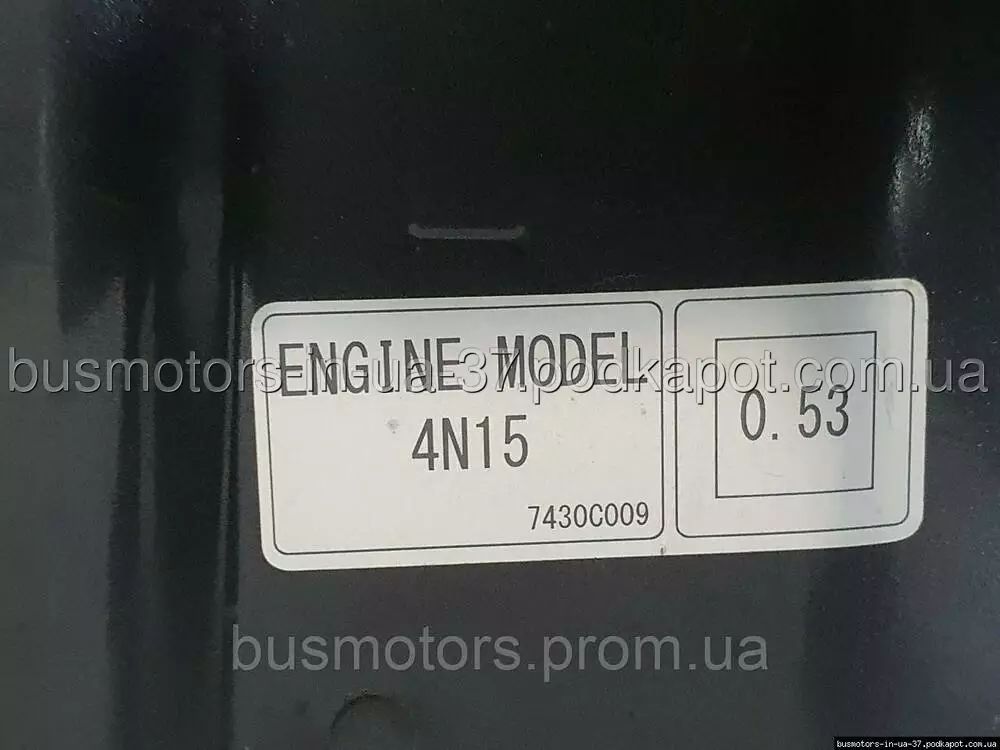 ENGINE MODEL
4N15
7430C009
0.53
busmotors-in-ua-37.podkapot.com.ua
busmotors.prom.ua
busmotors-in-ua-37.podkapot.com.ua